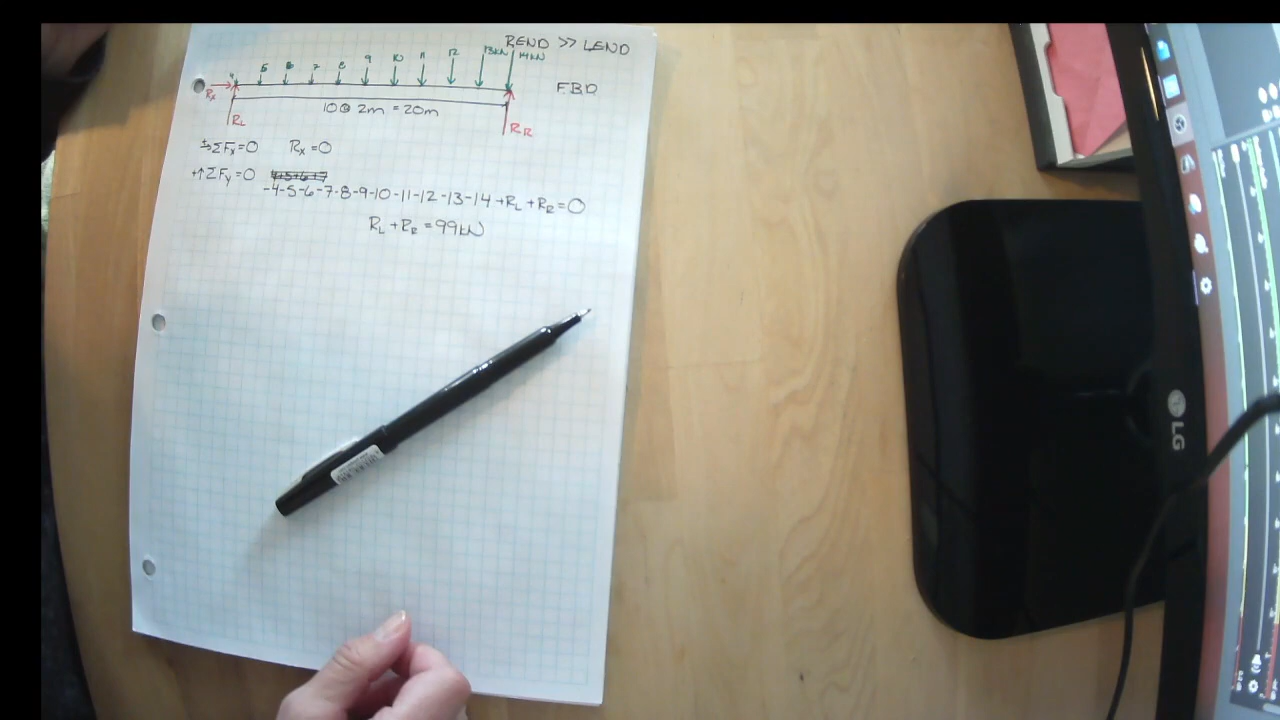 REND >> LEND
4 5 6 7 8 9 10 11 12 13kN 14kN
F.B.D.
Rx
10@ 2m = 20m
RL
RR
ΣFx=0 Rx=0
+↑ΣFy=0
-4-5-6-7-8-9-10-11-12-13-14+RL+RR=0
RL+RR=99kN
LG